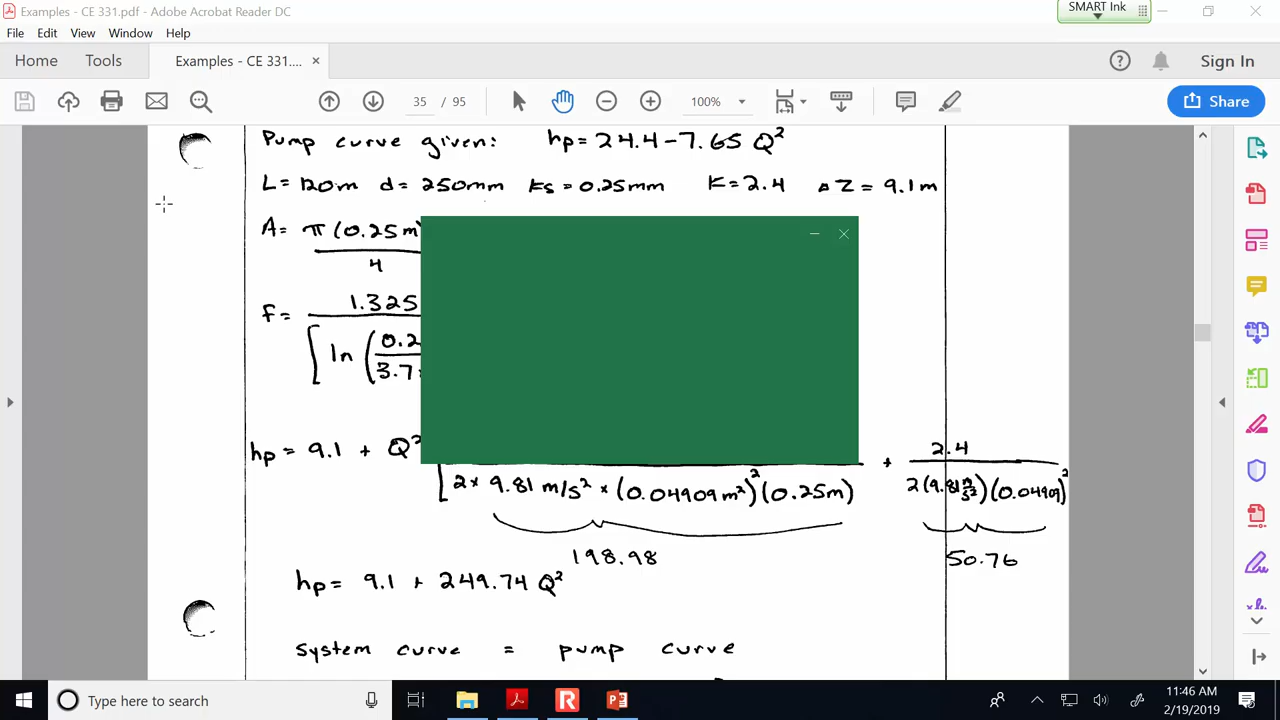 Examples - CE 331.pdf - Adobe Acrobat Reader DC
SMART Ink
File Edit View Window Help
Home Tools Examples - CE 331.... × Sign In
35 / 95 100% Share
Pump curve given: hp = 24.4 - 7.65 Q²
L = 120m d = 250mm Ks = 0.25mm K = 2.4 ΔZ = 9.1m
A = π (0.25 m
4
f = 1.325
[ ln ( 0.2
3.7
hp = 9.1 + Q² + 2.4
[ 2 * 9.81 m/s² * (0.04909 m²)² (0.25m) 2(9.81 m/s²)(0.04909)²
198.98 50.76
hp = 9.1 + 249.74 Q²
system curve = pump curve
Type here to search
11:46 AM
2/19/2019